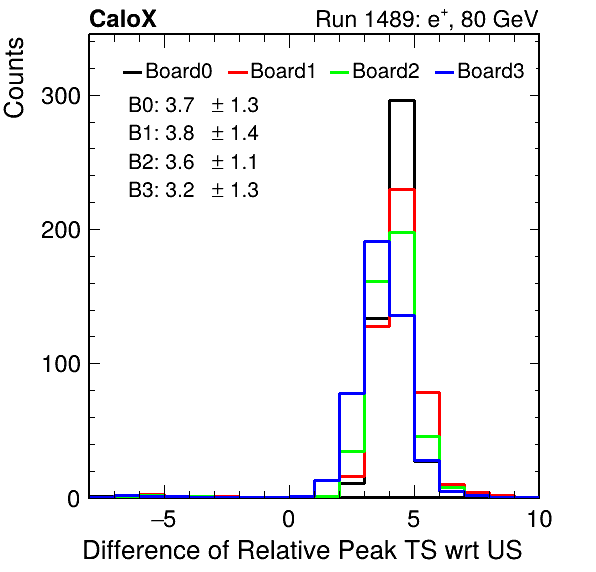 CaloX Run 1489: e⁺, 80 GeV
Counts
Board0 Board1 Board2 Board3
B0: 3.7 ± 1.3
B1: 3.8 ± 1.4
B2: 3.6 ± 1.1
B3: 3.2 ± 1.3
300
200
100
0
−5 0 5 10
Difference of Relative Peak TS wrt US